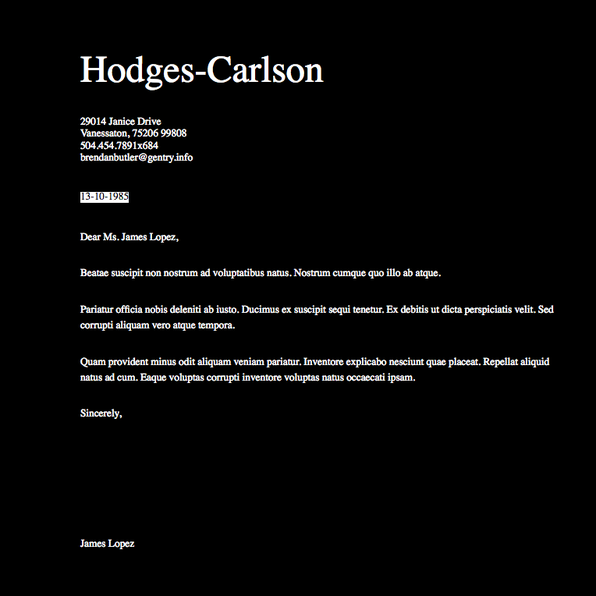 Hodges-Carlson
29014 Janice Drive
Vanessaton, 75206 99808
504.454.7891x684
brendanbutler@gentry.info
13-10-1985
Dear Ms. James Lopez,
Beatae suscipit non nostrum ad voluptatibus natus. Nostrum cumque quo illo ab atque.
Pariatur officia nobis deleniti ab iusto. Ducimus ex suscipit sequi tenetur. Ex debitis ut dicta perspiciatis velit. Sed
corrupti aliquam vero atque tempora.
Quam provident minus odit aliquam veniam pariatur. Inventore explicabo nesciunt quae placeat. Repellat aliquid
natus ad cum. Eaque voluptas corrupti inventore voluptas natus occaecati ipsam.
Sincerely,
James Lopez